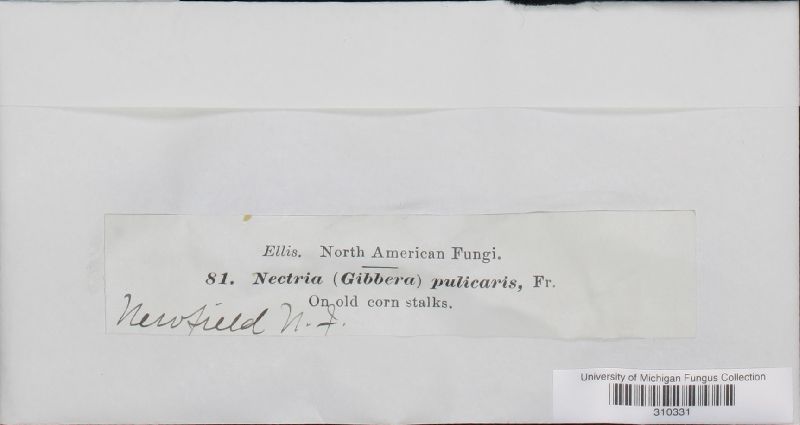 Ellis. North American Fungi.
81. Nectria (Gibbera) pulicaris, Fr.
On old corn stalks.
Newfield N. J.
University of Michigan Fungus Collection
310331